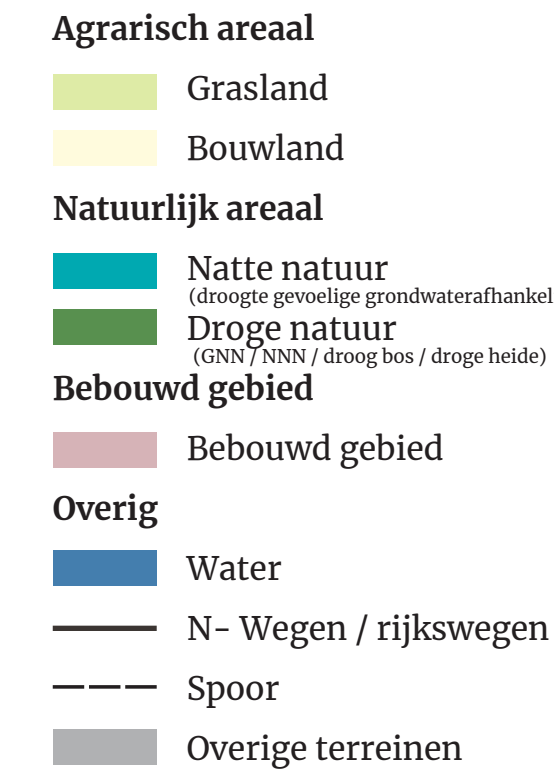 Agrarisch areaal
Grasland
Bouwland
Natuurlijk areaal
Natte natuur
(droogte gevoelige grondwaterafhankel
Droge natuur
(GNN / NNN / droog bos / droge heide)
Bebouwd gebied
Bebouwd gebied
Overig
Water
N- Wegen / rijkswegen
Spoor
Overige terreinen